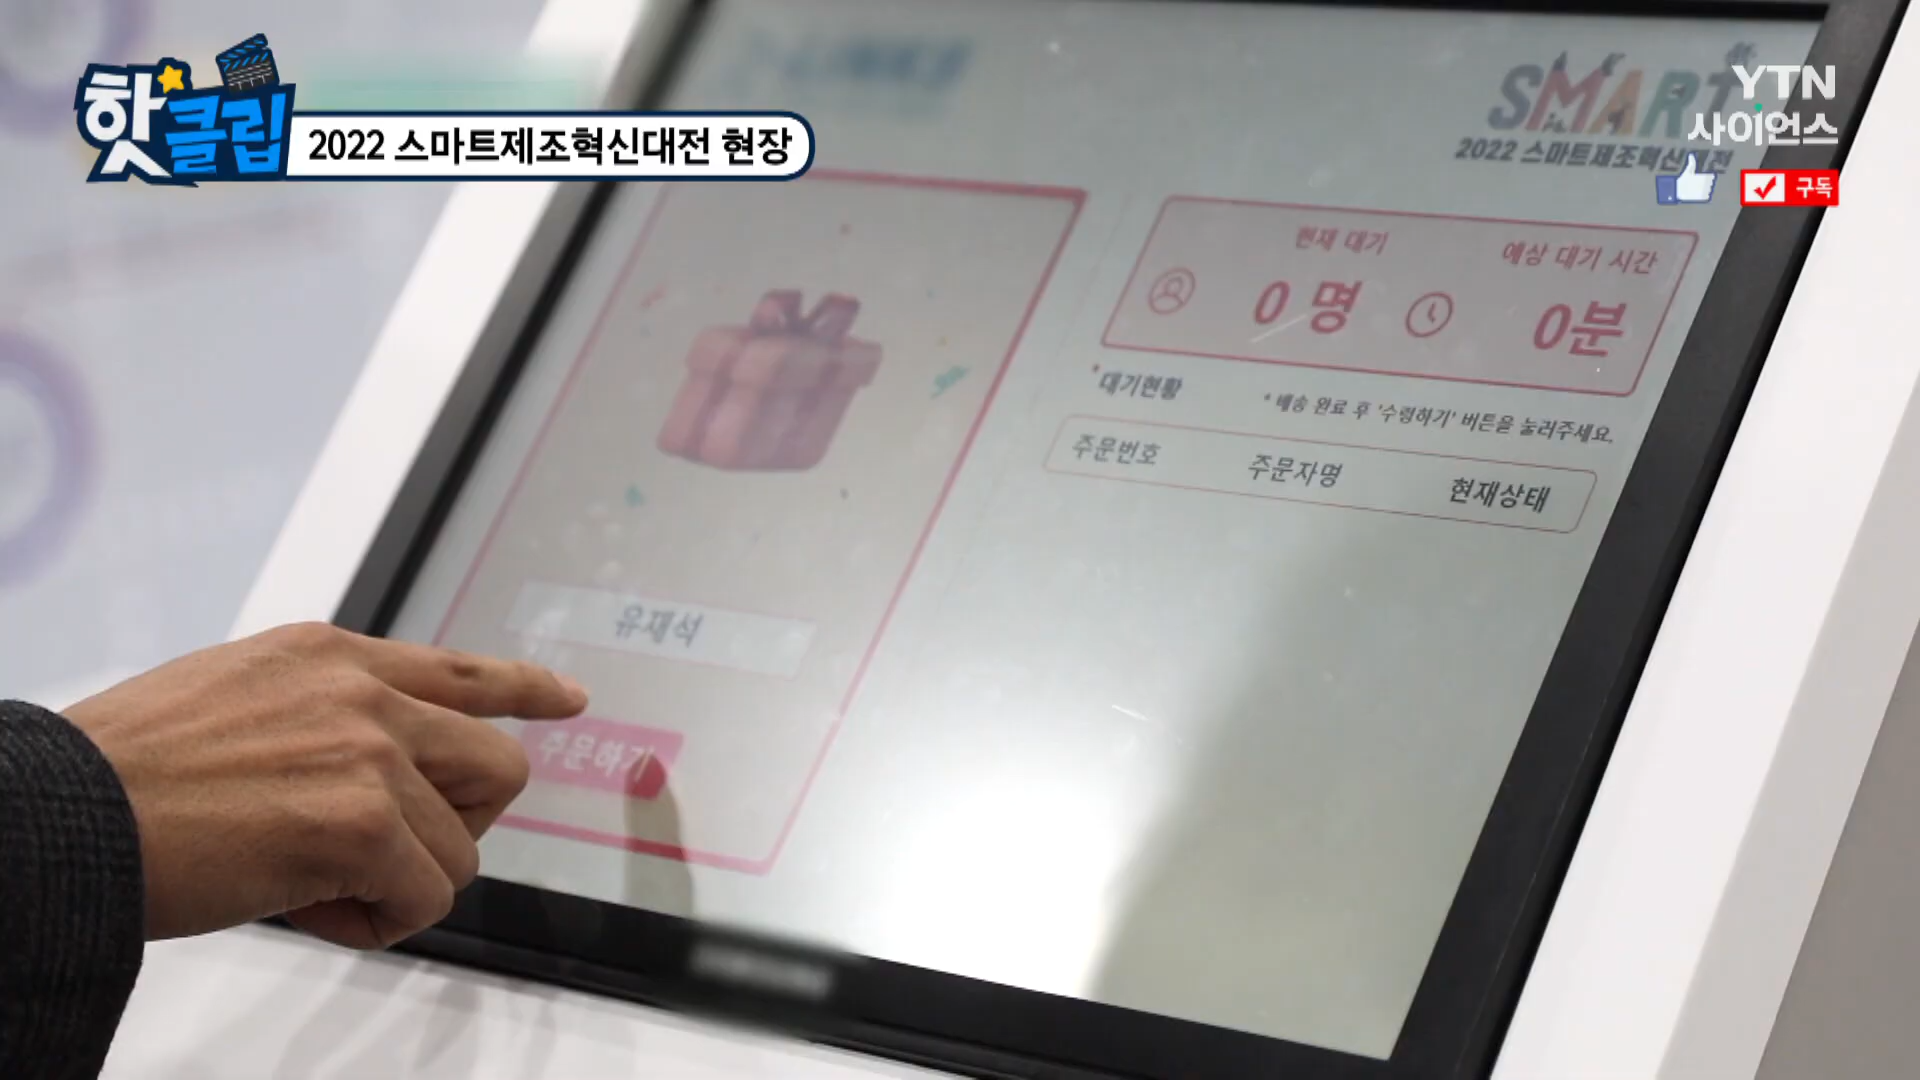 핫클립
2022 스마트제조혁신대전 현장
YTN
사이언스
구독
SMART
2022 스마트제조혁신대전
현재 대기
예상 대기 시간
0 명
0분
*대기현황
* 배송 완료 후 '수령하기' 버튼을 눌러주세요.
주문번호
주문자명
현재상태
유재석
주문하기